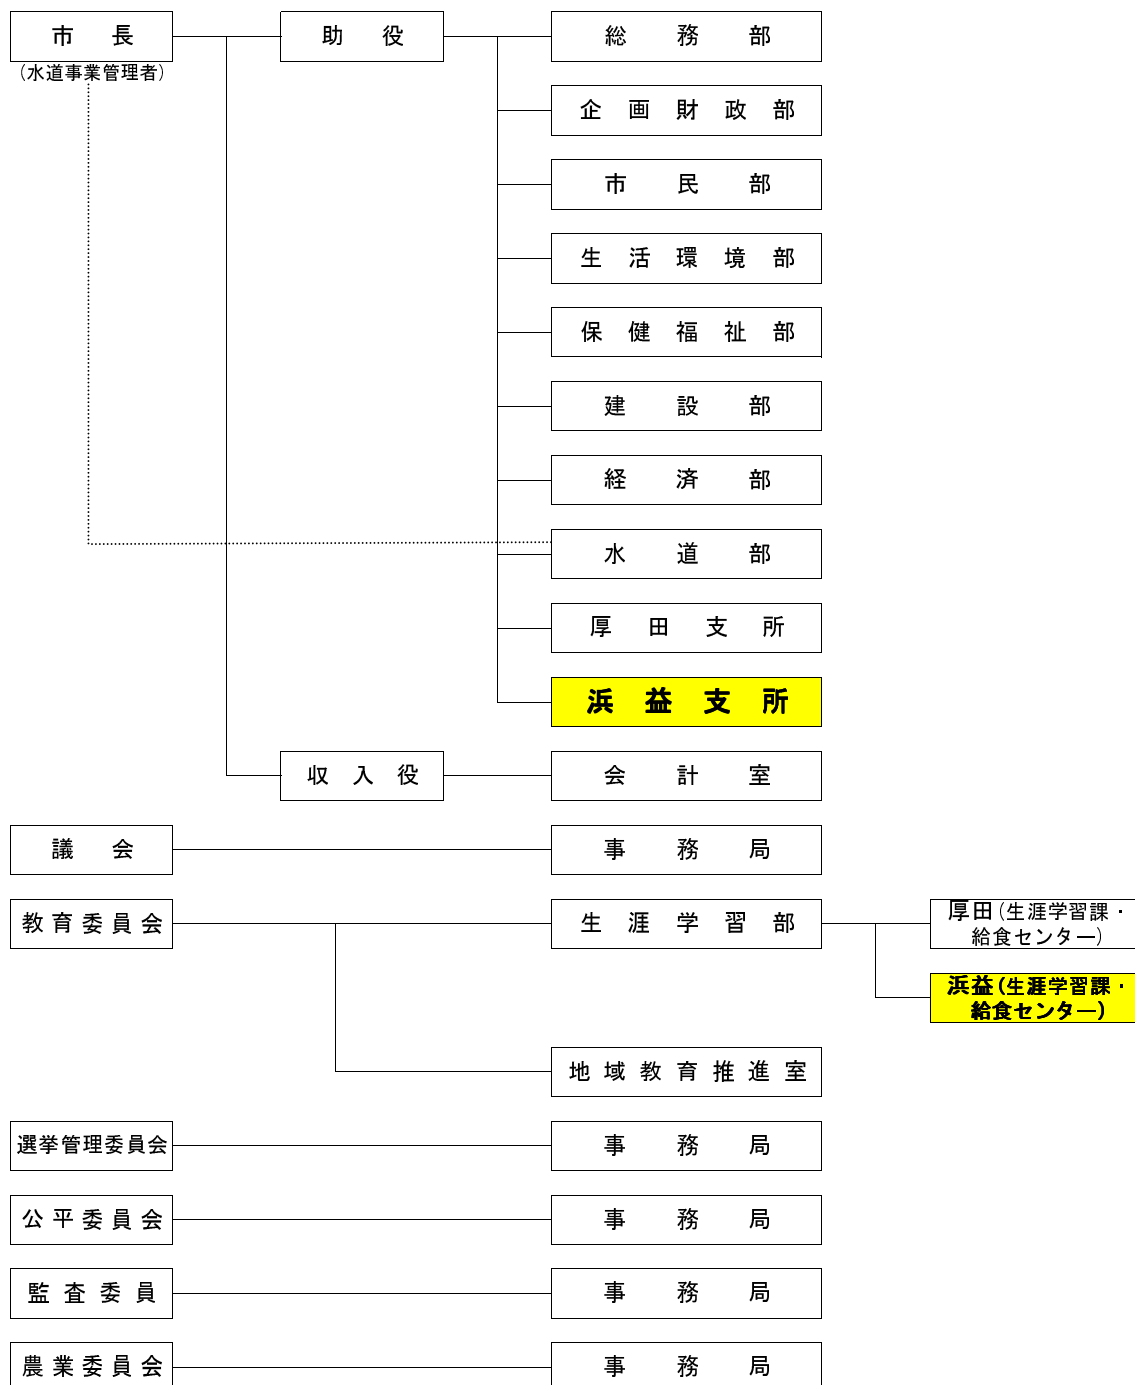 市長
助役
総務部
(水道事業管理者)
企画財政部
市民部
生活環境部
保健福祉部
建設部
経済部
水道部
厚田支所
浜益支所
収入役
会計室
議会
事務局
教育委員会
生涯学習部
厚田(生涯学習課・
給食センター)
浜益(生涯学習課・
給食センター)
地域教育推進室
選挙管理委員会
事務局
公平委員会
事務局
監査委員
事務局
農業委員会
事務局